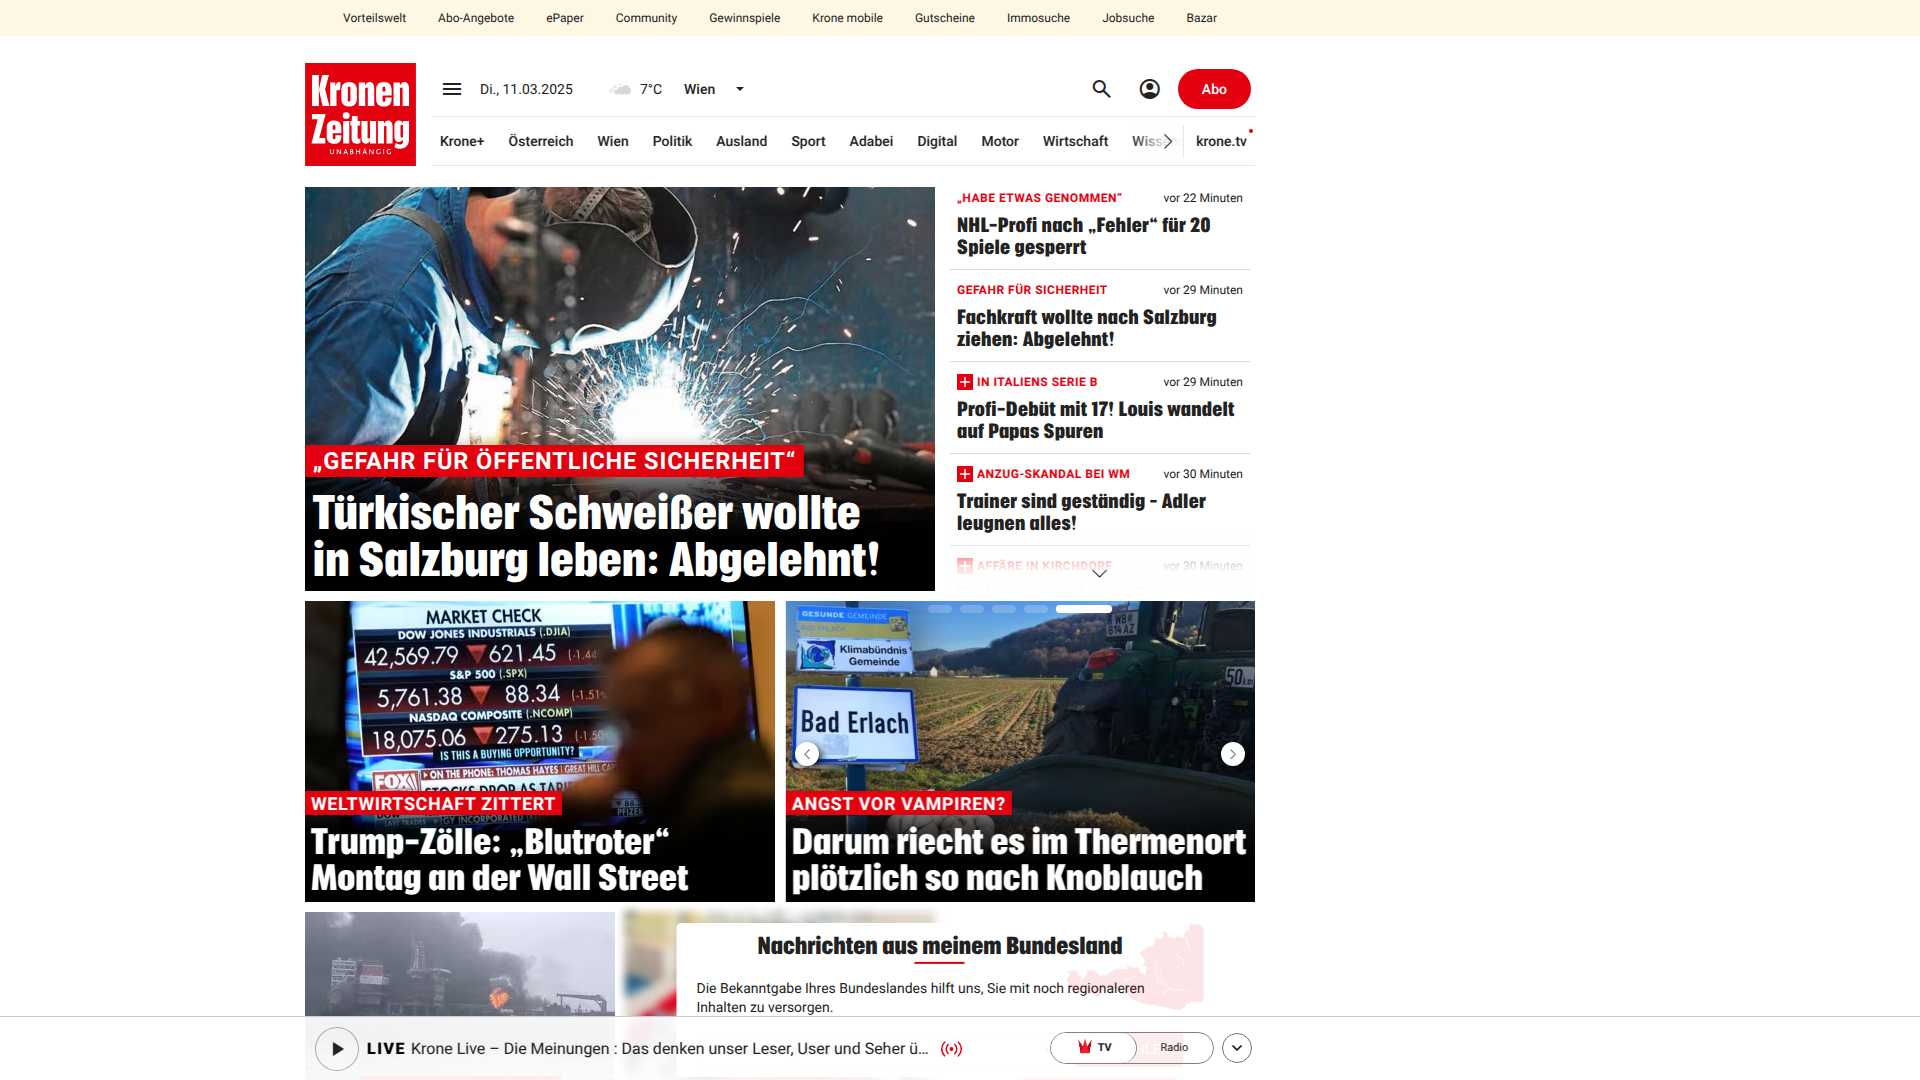 Vorteilswelt Abo-Angebote ePaper Community Gewinnspiele Krone mobile Gutscheine Immosuche Jobsuche Bazar
Kronen
Zeitung
UNABHÄNGIG
Di., 11.03.2025 7°C Wien
Abo
Krone+ Österreich Wien Politik Ausland Sport Adabei Digital Motor Wirtschaft krone.tv
„GEFAHR FÜR ÖFFENTLICHE SICHERHEIT“
Türkischer Schweißer wollte
in Salzburg leben: Abgelehnt!
„HABE ETWAS GENOMMEN“ vor 22 Minuten
NHL-Profi nach „Fehler“ für 20
Spiele gesperrt
GEFAHR FÜR SICHERHEIT vor 29 Minuten
Fachkraft wollte nach Salzburg
ziehen: Abgelehnt!
IN ITALIENS SERIE B vor 29 Minuten
Profi-Debüt mit 17! Louis wandelt
auf Papas Spuren
ANZUG-SKANDAL BEI WM vor 30 Minuten
Trainer sind geständig – Adler
leugnen alles!
AFFÄRE IN KIRCHDORF vor 30 Minuten
MARKET CHECK
DOW JONES INDUSTRIALS (.DJIA)
42,569.79 621.45
S&P 500 (.SPX)
5,761.38 88.34 (-1.51%
NASDAQ COMPOSITE (.NCOMP)
18,075.06 275.13
IS THIS A BUYING OPPORTUNITY?
FOX ON THE PHONE: THOMAS HAYES GREAT HILL
STOCKS DROP AS
WELTWIRTSCHAFT ZITTERT
Trump-Zölle: „Blutroter“
Montag an der Wall Street
GESUNDE GEMEINDE
Klimabündnis
Gemeinde
Bad Erlach
WB
614 AZ
50
ANGST VOR VAMPIREN?
Darum riecht es im Thermenort
plötzlich so nach Knoblauch
Nachrichten aus meinem Bundesland
Die Bekanntgabe Ihres Bundeslandes hilft uns, Sie mit noch regionaleren
Inhalten zu versorgen.
LIVE Krone Live – Die Meinungen : Das denken unser Leser, User und Seher ü...
TV Radio